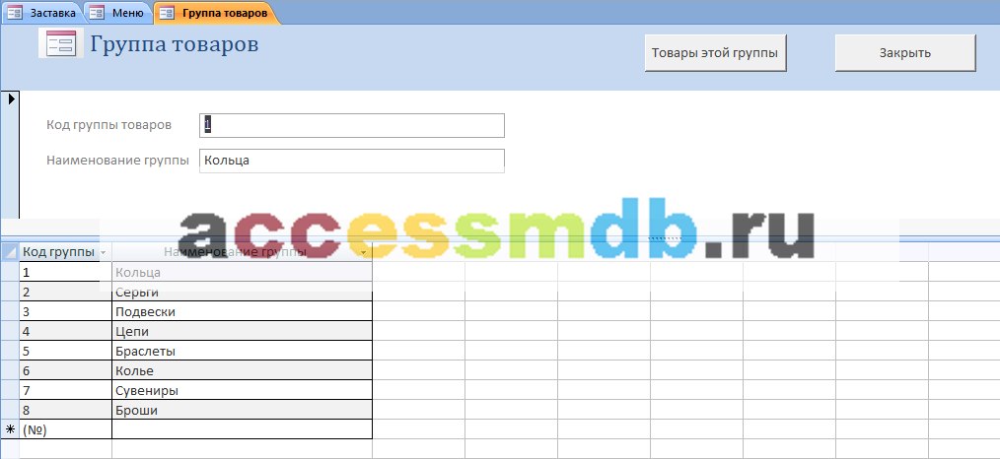 Заставка Меню Группа товаров
Группа товаров
Товары этой группы Закрыть
Код группы товаров 1
Наименование группы Кольца
accessmdb.ru
Код группы Наименование группы
1 Кольца
2 Серьги
3 Подвески
4 Цепи
5 Браслеты
6 Колье
7 Сувениры
8 Броши
(№)